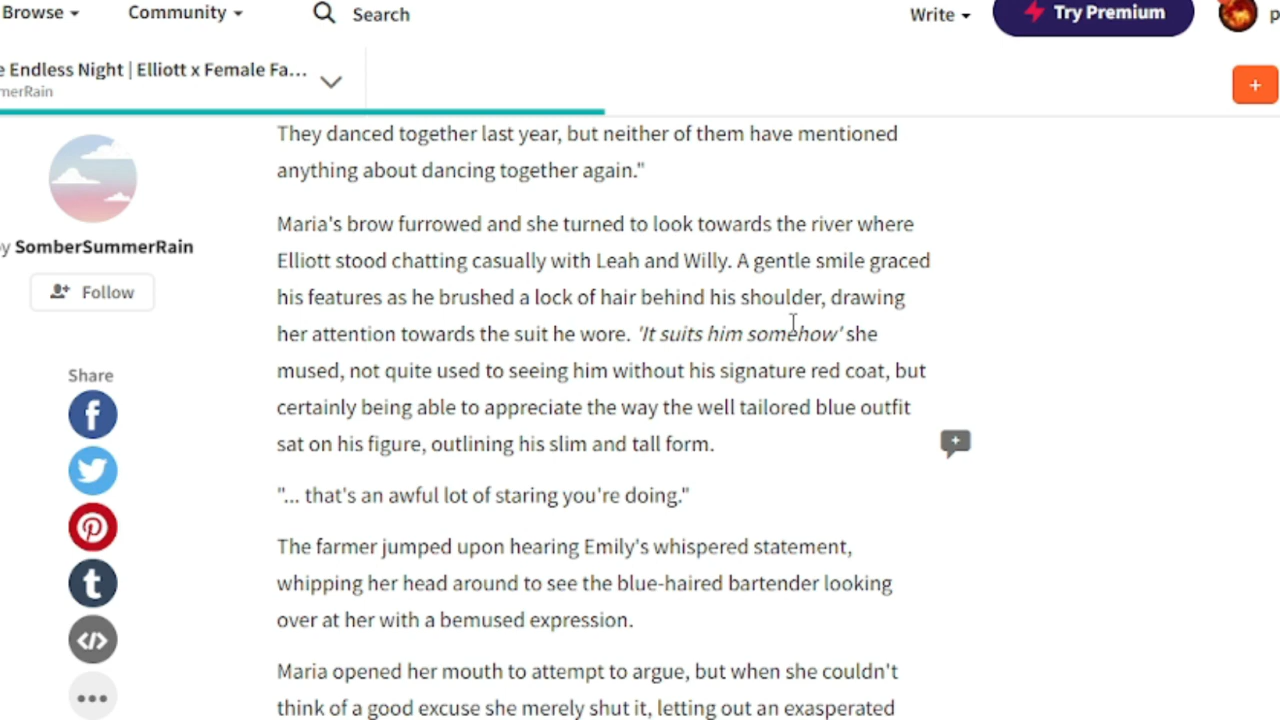 Browse
Community
Search
Write
Try Premium
p
e Endless Night | Elliott x Female Fa...
merRain
+
by SomberSummerRain
Follow
Share
They danced together last year, but neither of them have mentioned
anything about dancing together again."
Maria's brow furrowed and she turned to look towards the river where
Elliott stood chatting casually with Leah and Willy. A gentle smile graced
his features as he brushed a lock of hair behind his shoulder, drawing
her attention towards the suit he wore. 'It suits him somehow' she
mused, not quite used to seeing him without his signature red coat, but
certainly being able to appreciate the way the well tailored blue outfit
sat on his figure, outlining his slim and tall form.
"... that's an awful lot of staring you're doing."
The farmer jumped upon hearing Emily's whispered statement,
whipping her head around to see the blue-haired bartender looking
over at her with a bemused expression.
Maria opened her mouth to attempt to argue, but when she couldn't
think of a good excuse she merely shut it, letting out an exasperated